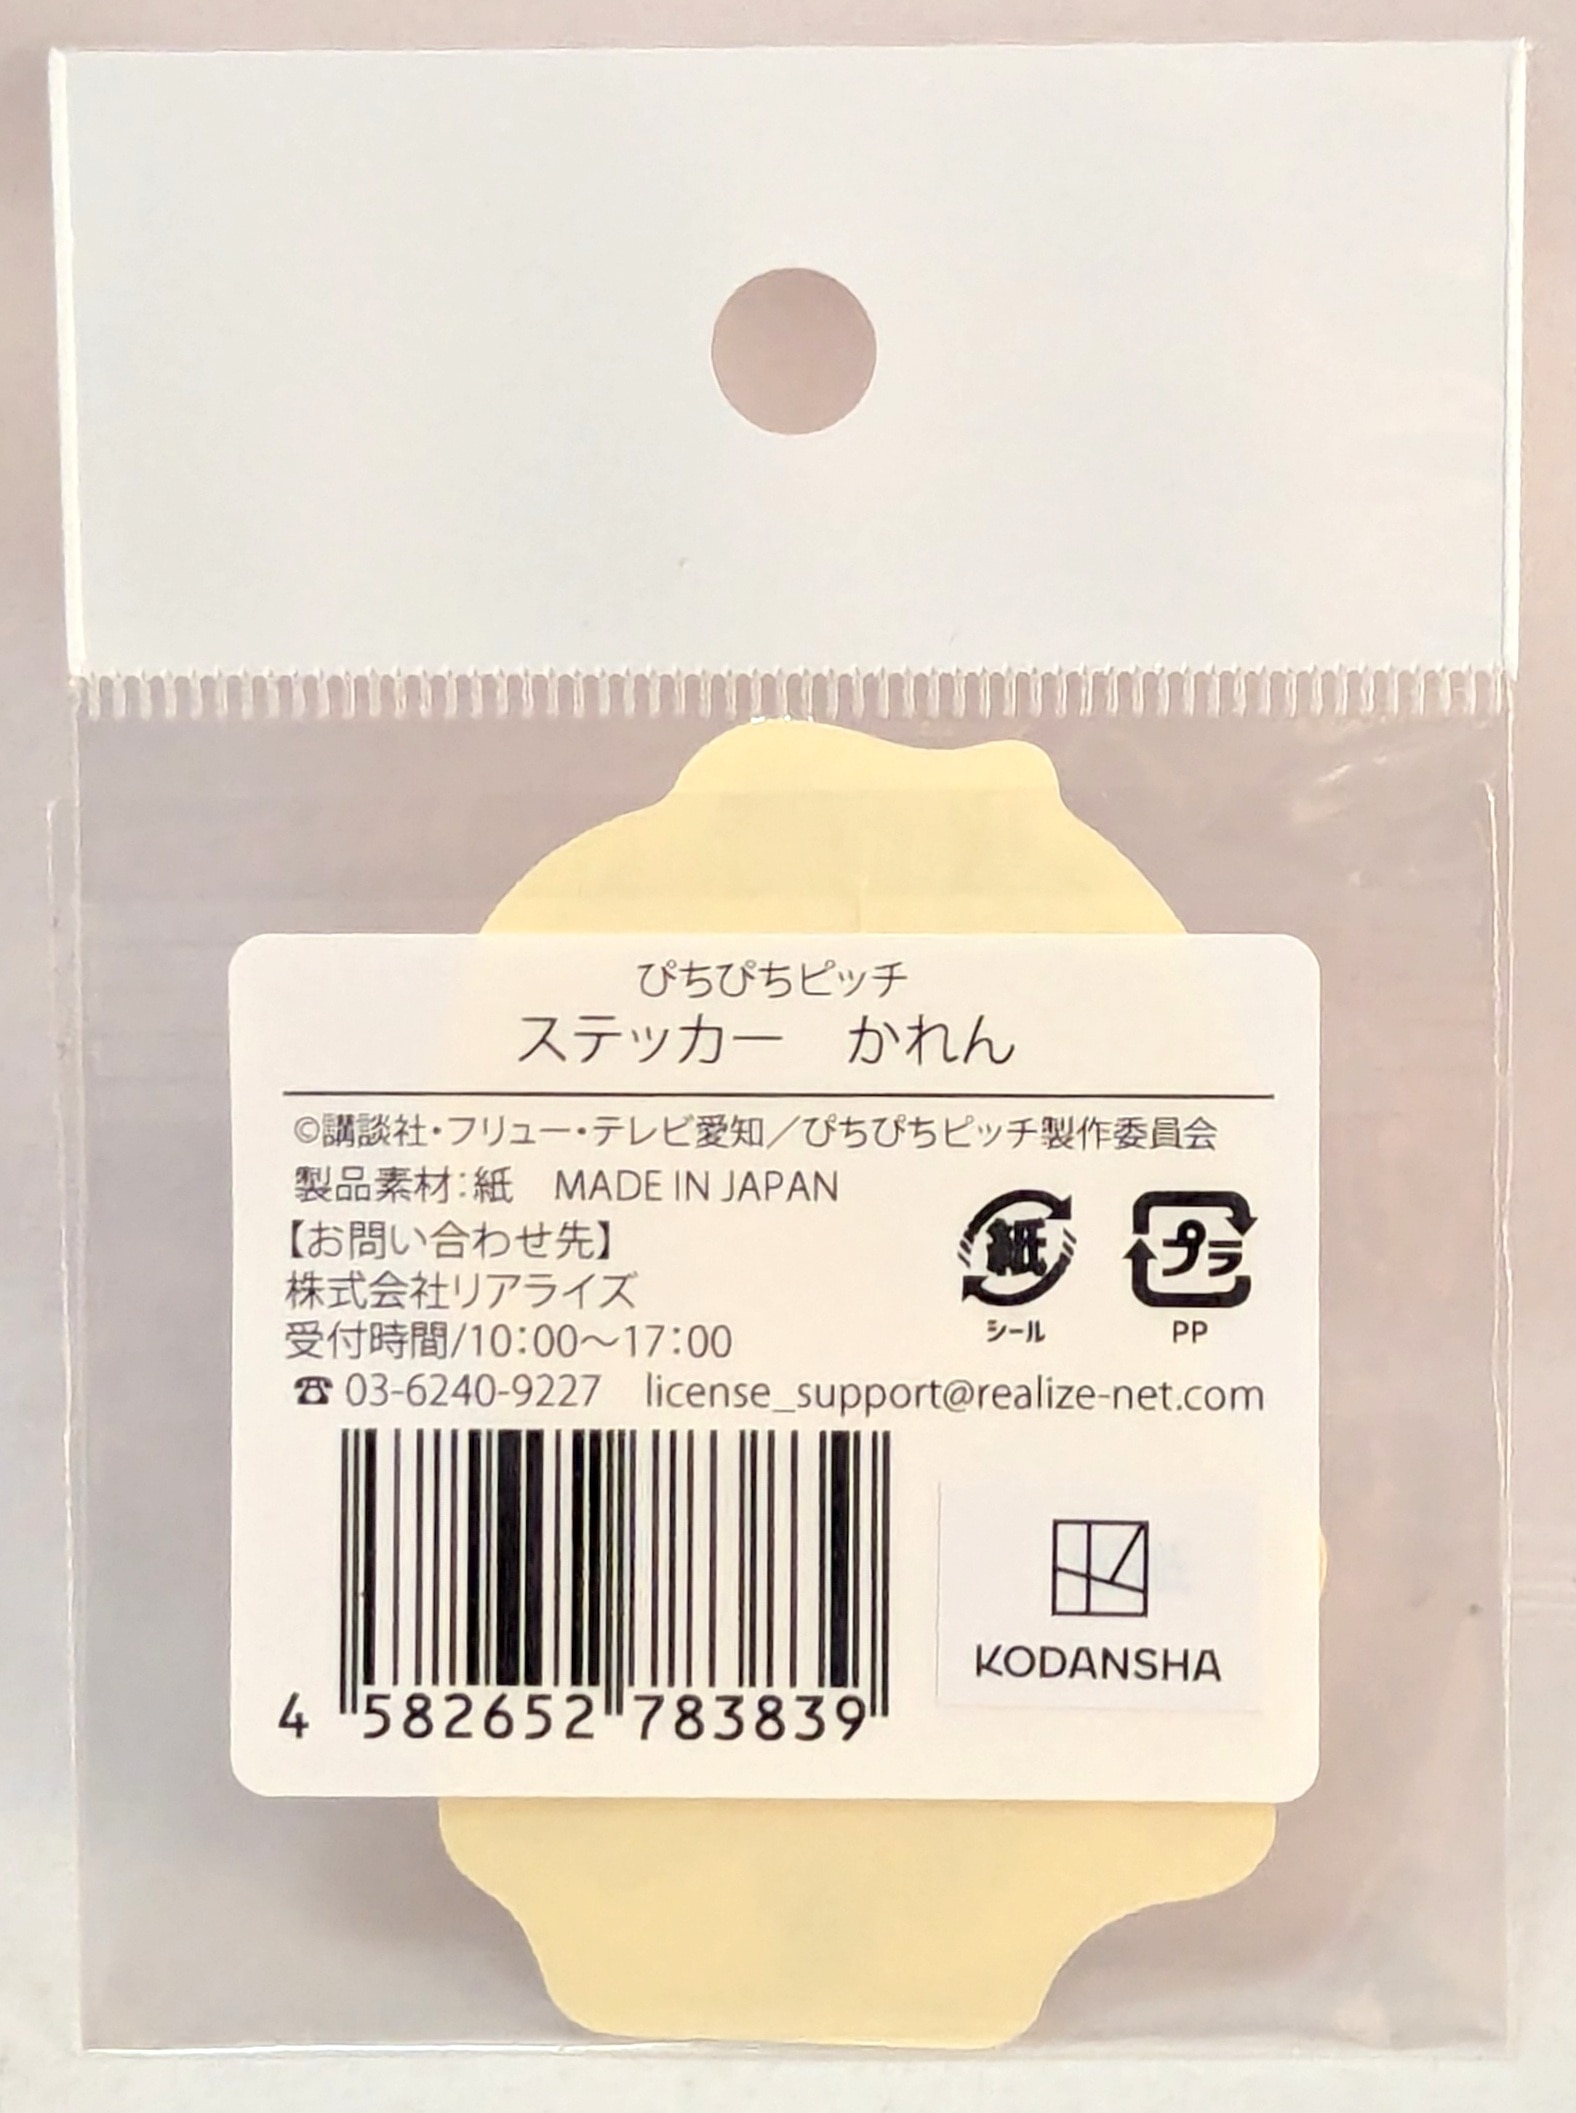 ぴちぴちピッチ
ステッカー　かれん
©講談社・フリュー・テレビ愛知／ぴちぴちピッチ製作委員会
製品素材：紙　MADE IN JAPAN
【お問い合わせ先】
株式会社リアライズ
受付時間/10：00～17：00
☎ 03-6240-9227　license_support@realize-net.com
紙
シール
プラ
PP
4 582652 783839
KODANSHA